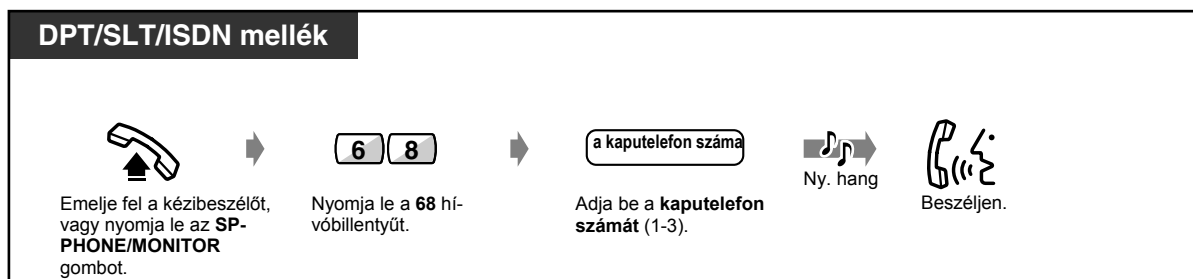 DPT/SLT/ISDN mellék
6 8
a kaputelefon száma
Ny. hang
Emelje fel a kézibeszélőt,
vagy nyomja le az SP-
PHONE/MONITOR
gombot.
Nyomja le a 68 hí-
vóbillentyűt.
Adja be a kaputelefon
számát (1-3).
Beszéljen.